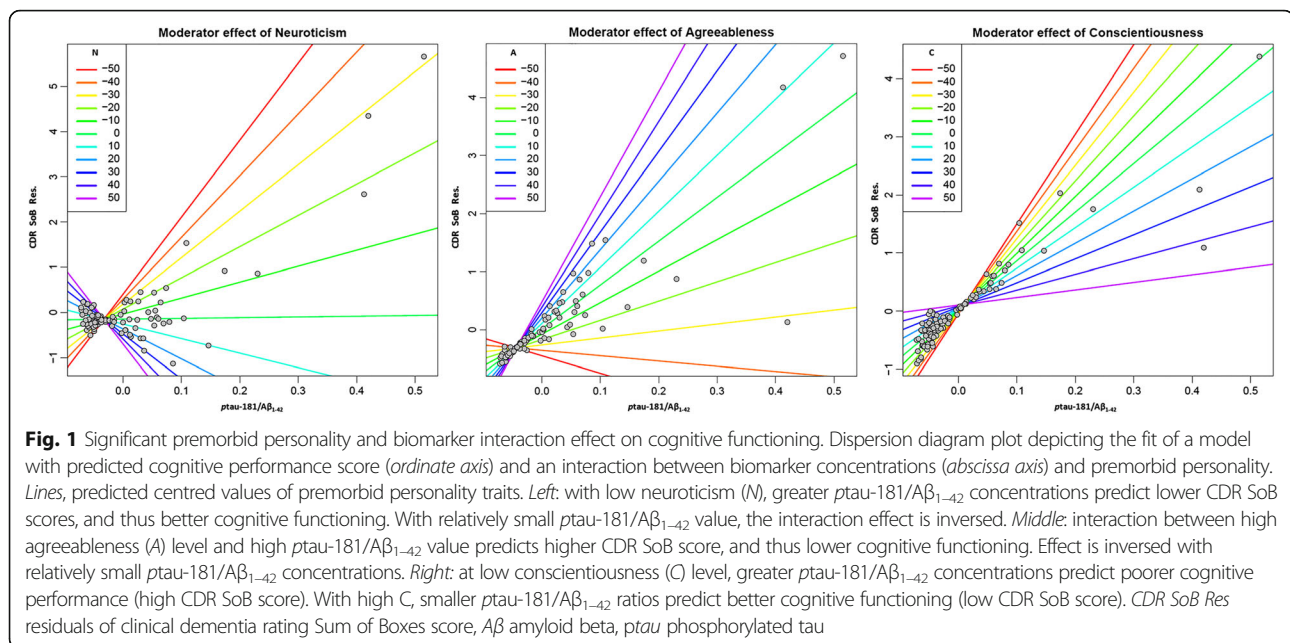 Moderator effect of Neuroticism
N
−50
−40
−30
−20
−10
0
10
20
30
40
50
CDR SoB Res.
5
4
3
2
1
0
−1
0.0 0.1 0.2 0.3 0.4 0.5
ptau-181/Aβ1-42
Moderator effect of Agreeableness
A
−50
−40
−30
−20
−10
0
10
20
30
40
50
CDR SoB Res.
4
3
2
1
0
0.0 0.1 0.2 0.3 0.4 0.5
ptau-181/Aβ1-42
Moderator effect of Conscientiousness
C
−50
−40
−30
−20
−10
0
10
20
30
40
50
CDR SoB Res.
4
3
2
1
0
−1
0.0 0.1 0.2 0.3 0.4 0.5
ptau-181/Aβ1-42
Fig. 1 Significant premorbid personality and biomarker interaction effect on cognitive functioning. Dispersion diagram plot depicting the fit of a model
with predicted cognitive performance score (ordinate axis) and an interaction between biomarker concentrations (abscissa axis) and premorbid personality.
Lines, predicted centred values of premorbid personality traits. Left: with low neuroticism (N), greater ptau-181/Aβ1–42 concentrations predict lower CDR SoB
scores, and thus better cognitive functioning. With relatively small ptau-181/Aβ1–42 value, the interaction effect is inversed. Middle: interaction between high
agreeableness (A) level and high ptau-181/Aβ1–42 value predicts higher CDR SoB score, and thus lower cognitive functioning. Effect is inversed with
relatively small ptau-181/Aβ1–42 concentrations. Right: at low conscientiousness (C) level, greater ptau-181/Aβ1–42 concentrations predict poorer cognitive
performance (high CDR SoB score). With high C, smaller ptau-181/Aβ1–42 ratios predict better cognitive functioning (low CDR SoB score). CDR SoB Res
residuals of clinical dementia rating Sum of Boxes score, Aβ amyloid beta, ptau phosphorylated tau